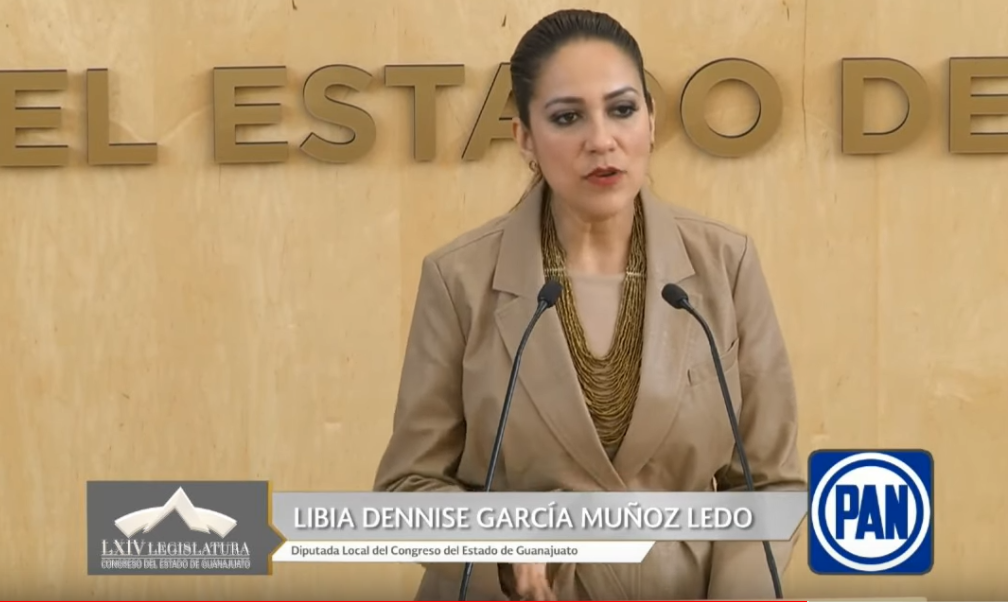 EL ESTADO DE
LIBIA DENNISE GARCÍA MUÑOZ LEDO
Diputada Local del Congreso del Estado de Guanajuato
LXIV LEGISLATURA
CONGRESO DEL ESTADO DE GUANAJUATO
PAN